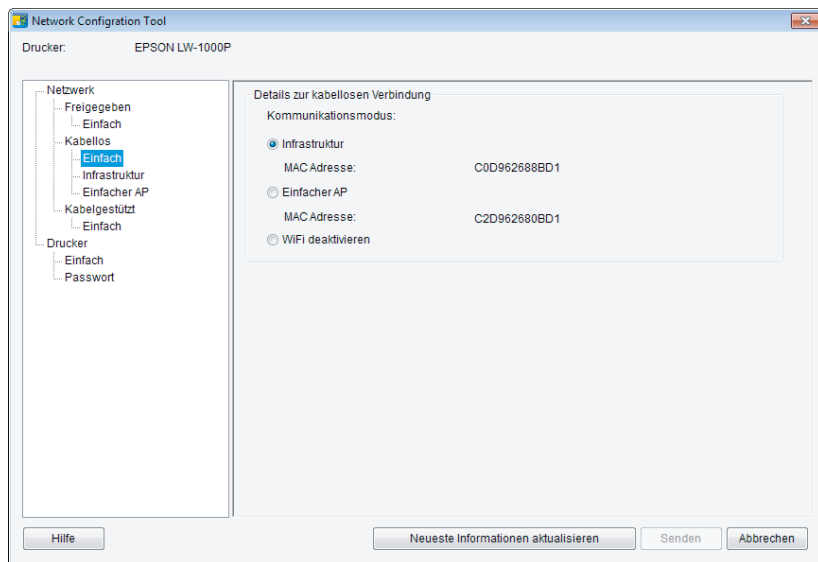 Network Configration Tool
Drucker: EPSON LW-1000P
Netzwerk
Freigegeben
Einfach
Kabellos
Einfach
Infrastruktur
Einfacher AP
Kabelgestützt
Einfach
Drucker
Einfach
Passwort
Details zur kabellosen Verbindung
Kommunikationsmodus:
Infrastruktur
MAC Adresse: C0D962688BD1
Einfacher AP
MAC Adresse: C2D962680BD1
WiFi deaktivieren
Hilfe
Neueste Informationen aktualisieren
Senden
Abbrechen